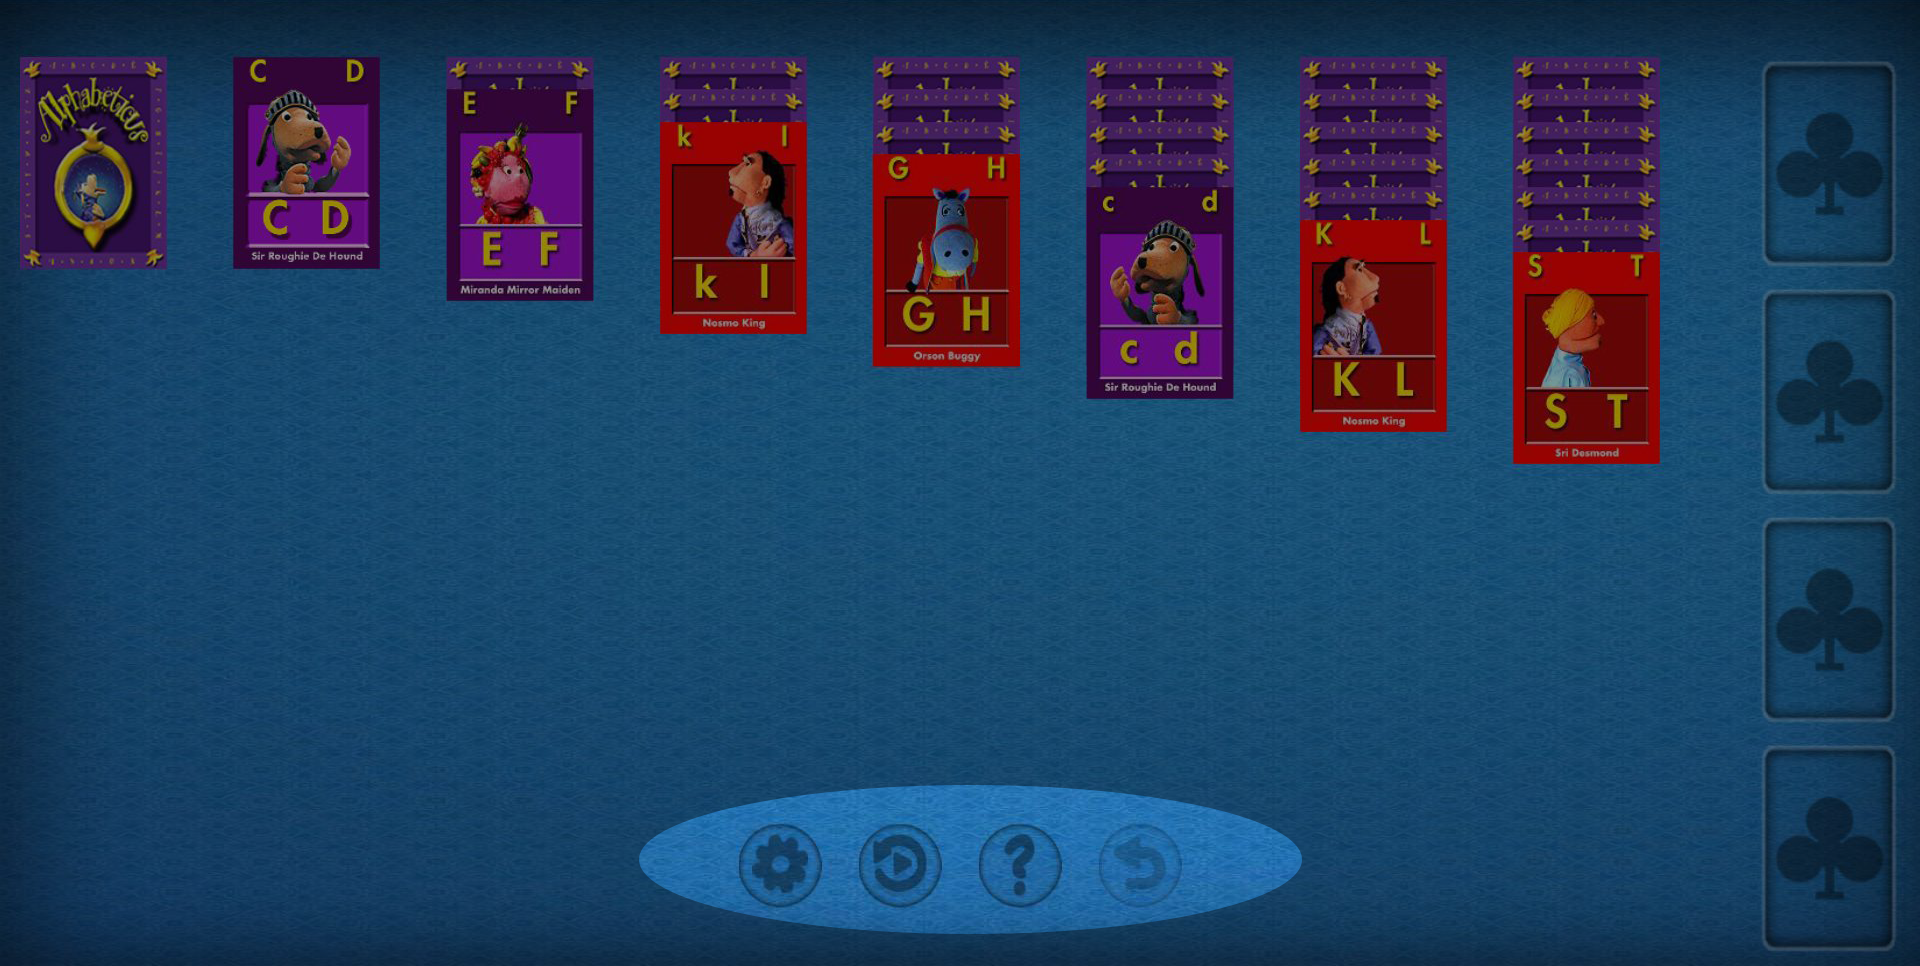 Alphabeticus
C D
C D
Sir Roughie De Hound
E F
E F
Miranda Mirror Maiden
k l
k l
Nosmo King
G H
G H
Orson Buggy
c d
c d
Sir Roughie De Hound
K L
K L
Nosmo King
S T
S T
Sri Desmond
?